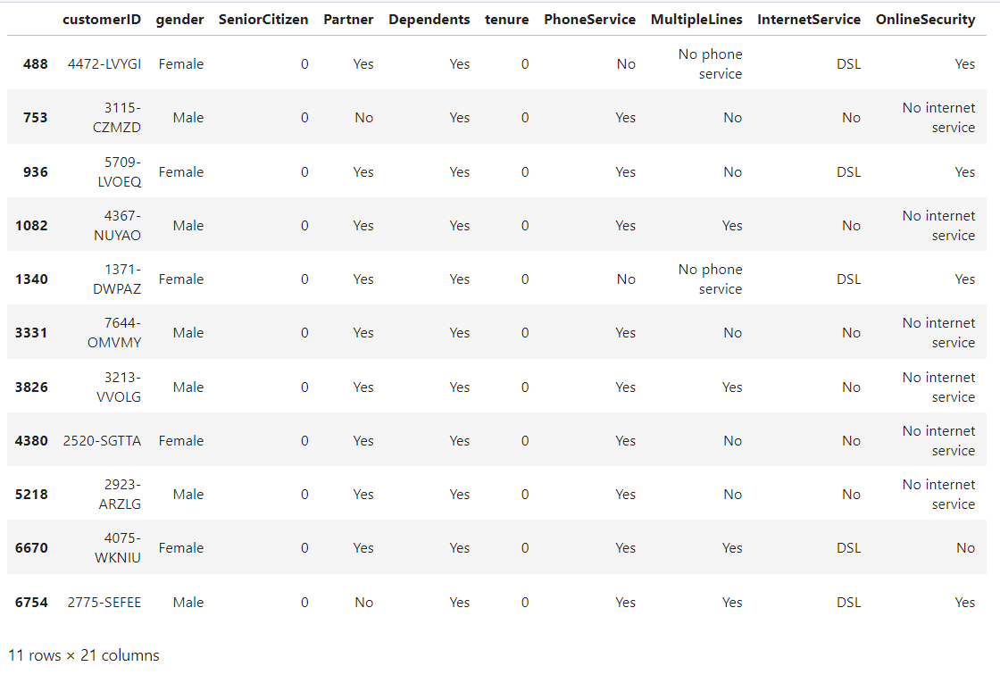 customerID gender SeniorCitizen Partner Dependents tenure PhoneService MultipleLines InternetService OnlineSecurity
488 4472-LVYGI Female 0 Yes Yes 0 No No phone service DSL Yes
753 3115-CZMZD Male 0 No Yes 0 Yes No No No internet service
936 5709-LVOEQ Female 0 Yes Yes 0 Yes No DSL Yes
1082 4367-NUYAO Male 0 Yes Yes 0 Yes Yes No No internet service
1340 1371-DWPAZ Female 0 Yes Yes 0 No No phone service DSL Yes
3331 7644-OMVMY Male 0 Yes Yes 0 Yes No No No internet service
3826 3213-VVOLG Male 0 Yes Yes 0 Yes Yes No No internet service
4380 2520-SGTTA Female 0 Yes Yes 0 Yes No No No internet service
5218 2923-ARZLG Male 0 Yes Yes 0 Yes No No No internet service
6670 4075-WKNIU Female 0 Yes Yes 0 Yes Yes DSL No
6754 2775-SEFEE Male 0 No Yes 0 Yes Yes DSL Yes
11 rows × 21 columns